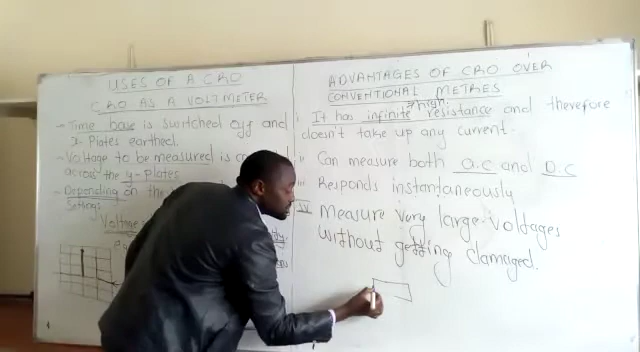 USES OF A CRO
CRO AS A VOLTMETER
Time base is switched off and
x-Plates earthed.
Voltage to be measured is
across the y-Plates
Depending on the
Settings
Voltage
ADVANTAGES OF CRO OVER
CONVENTIONAL METRES
high
i It has infinite resistance and therefore
doesn't take up any current.
ii Can measure both a.c and D.C
iii Responds instantaneously
iv Measure very large voltages
without getting damaged.